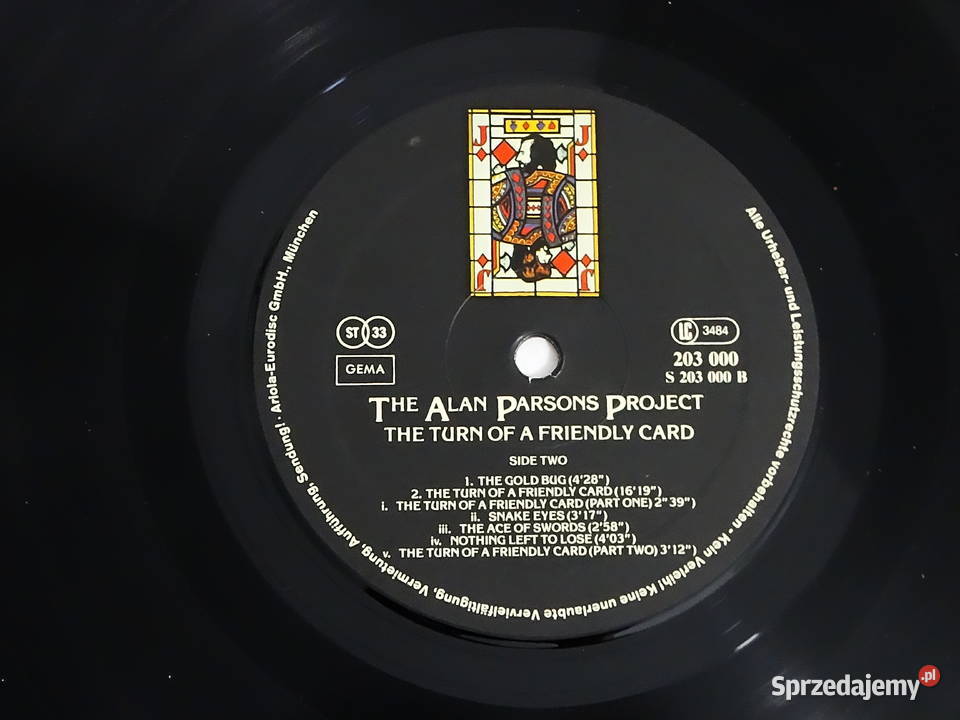 J J
J J
ST 33
GEMA
LC 3484
203 000
S 203 000 B
THE ALAN PARSONS PROJECT
THE TURN OF A FRIENDLY CARD
SIDE TWO
1. THE GOLD BUG (4'28")
2. THE TURN OF A FRIENDLY CARD (16'19")
i. THE TURN OF A FRIENDLY CARD (PART ONE) 2"39")
ii. SNAKE EYES (3'17")
iii. THE ACE OF SWORDS (2'58")
iv. NOTHING LEFT TO LOSE (4'03")
v. THE TURN OF A FRIENDLY CARD (PART TWO) 3'12")
Alle Urheber- und Leistungsschutzrechte vorbehalten • Kein Verleih! Keine unerlaubte Vervielfältigung, Vermietung, Aufführung, Sendung! · Ariola-Eurodisc GmbH., München
Sprzedajemy.pl